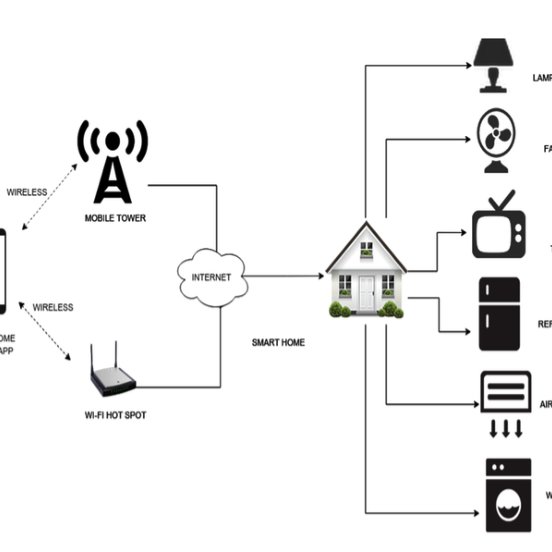 LAMP
FA
WIRELESS
MOBILE TOWER
T
INTERNET
WIRELESS
REF
OME
APP
SMART HOME
WI-FI HOT SPOT
AIR
W